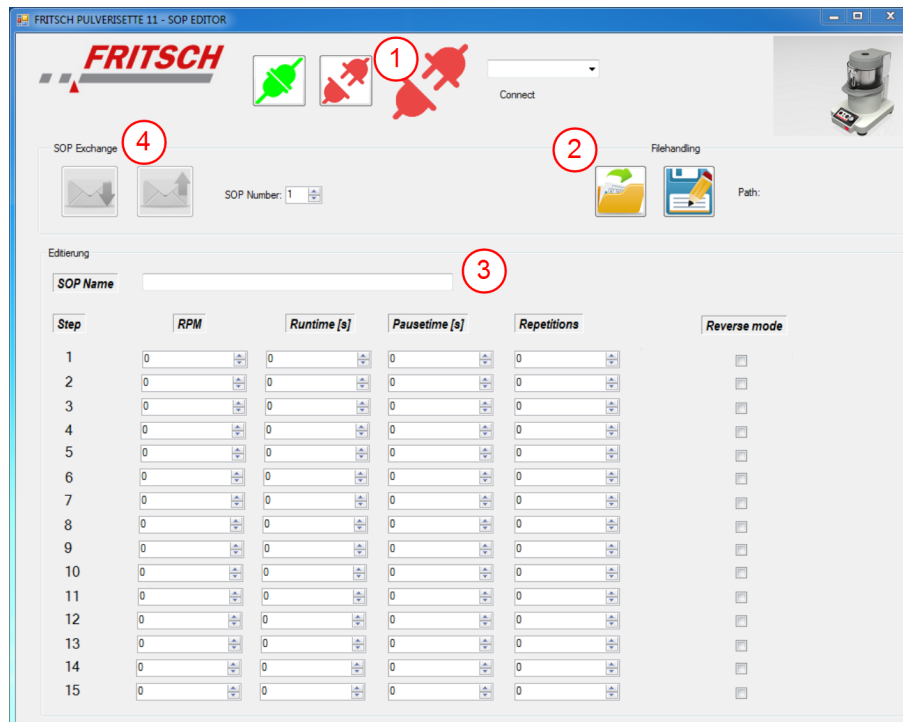 FRITSCH PULVERISETTE 11 - SOP EDITOR
FRITSCH
1
Connect
SOP Exchange
4
2
Filehandling
SOP Number: 1
Path:
Editierung
SOP Name
3
Step RPM Runtime [s] Pausetime [s] Repetitions Reverse mode
1 0 0 0 0
2 0 0 0 0
3 0 0 0 0
4 0 0 0 0
5 0 0 0 0
6 0 0 0 0
7 0 0 0 0
8 0 0 0 0
9 0 0 0 0
10 0 0 0 0
11 0 0 0 0
12 0 0 0 0
13 0 0 0 0
14 0 0 0 0
15 0 0 0 0